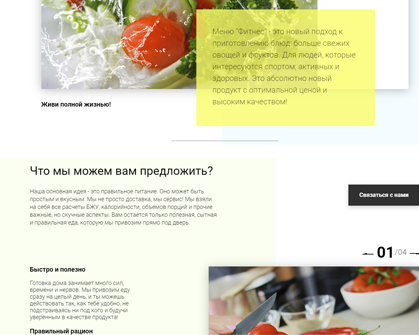 Меню "Фитнес" - это новый подход к
приготовлению блюд: больше свежих
овощей и фруктов. Для людей, которые
интересуются спортом; активных и
здоровых. Это абсолютно новый
продукт с оптимальной ценой и
высоким качеством!
Живи полной жизнью!
Что мы можем вам предложить?
Наша основная идея - это правильное питание. Оно может быть
простым и вкусным. Мы не просто доставка, мы сервис! Мы взяли
на себя все расчеты БЖУ, калорийности, объемов порций и прочие
важные, но скучные аспекты. Вам остается только полезная, сытная
и правильная еда, которую мы привозим прямо под дверь.
Связаться с нами
01/04
Быстро и полезно
Готовка дома занимает много сил,
времени и нервов. Мы привозим еду
сразу на целый день, и ты можешь
действовать так, как тебе удобно, не
подстраиваясь ни под кого и будучи
уверенным в качестве продукта!
Правильный рацион